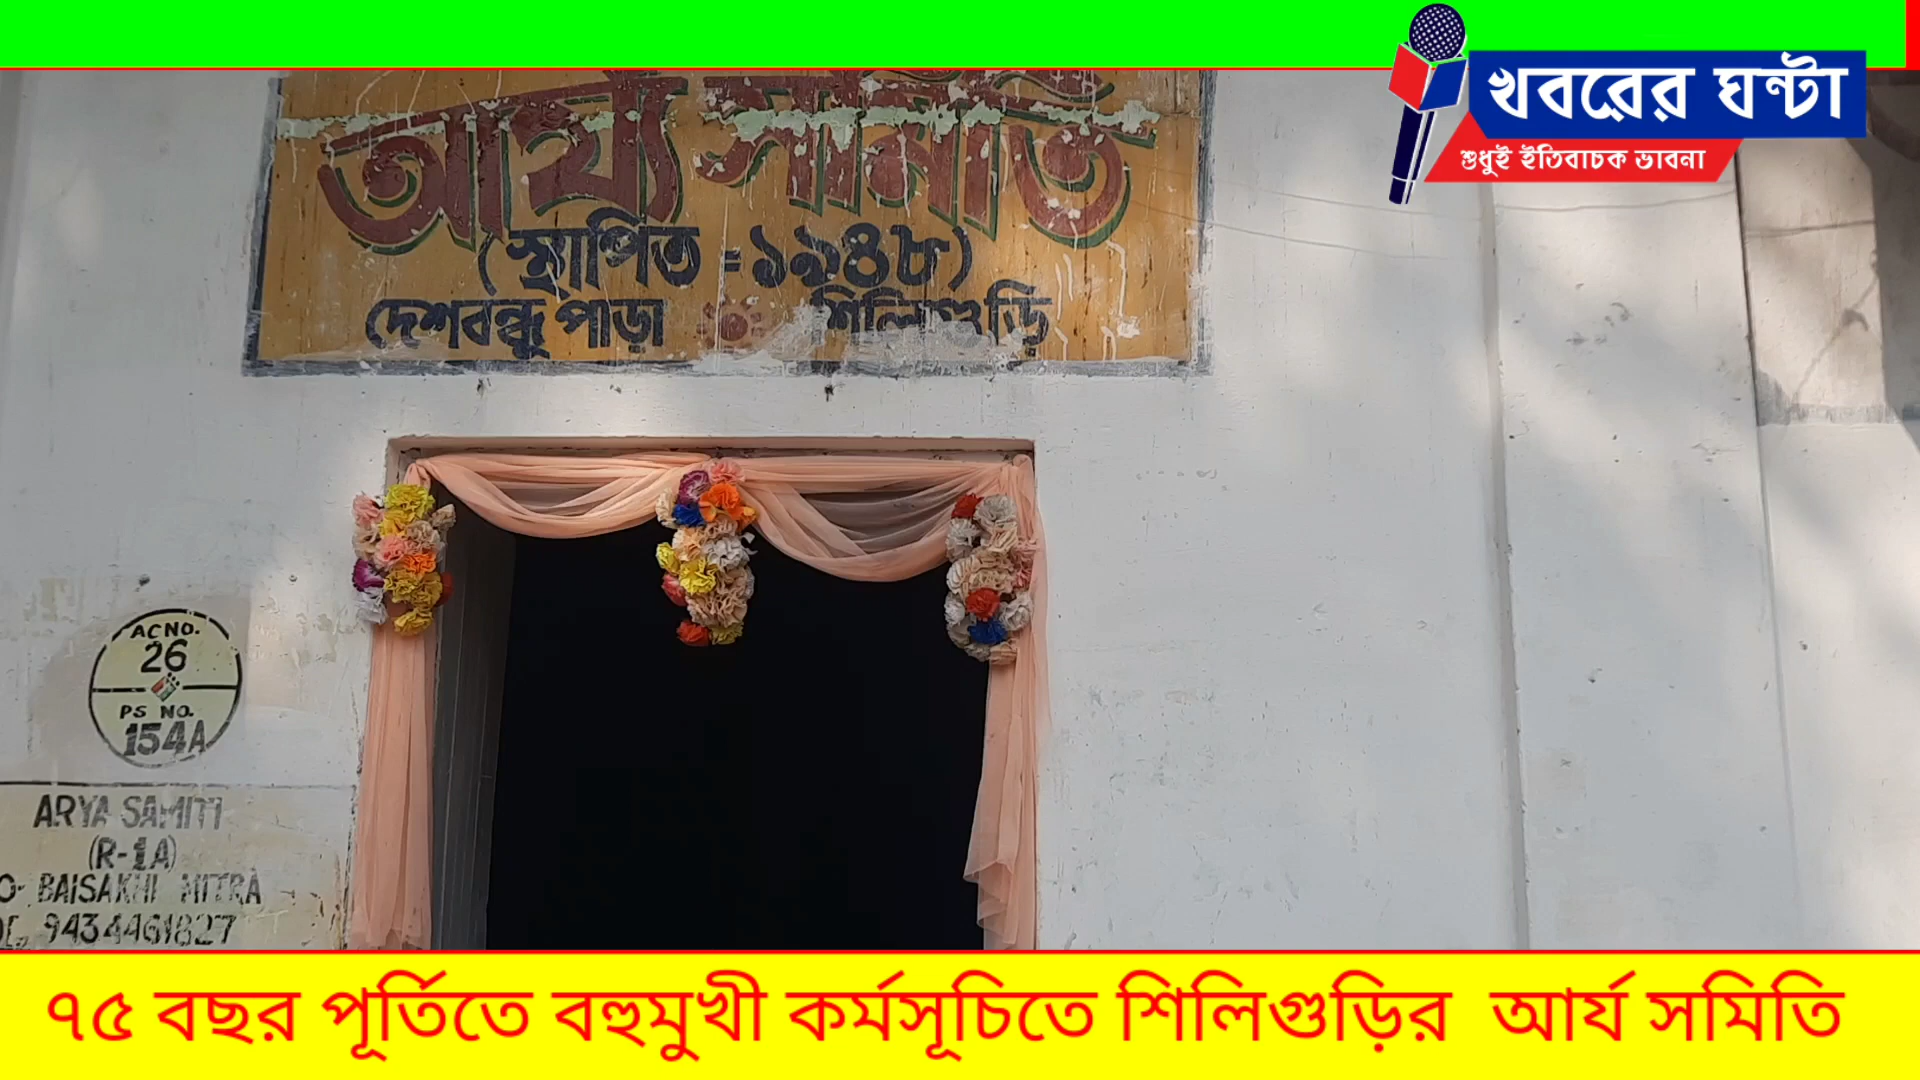 খবরের ঘন্টা
শুধুই ইতিবাচক ভাবনা
আর্য্য সমিতি
(স্থাপিত = ১৯৪৮)
দেশবন্ধু পাড়া শিলিগুড়ি
AC NO.
26
PS NO.
154A
ARYA SAMITI
(R-1A)
BAISAKHI MITRA
9434461827
৭৫ বছর পূর্তিতে বহুমুখী কর্মসূচিতে শিলিগুড়ির আর্য সমিতি